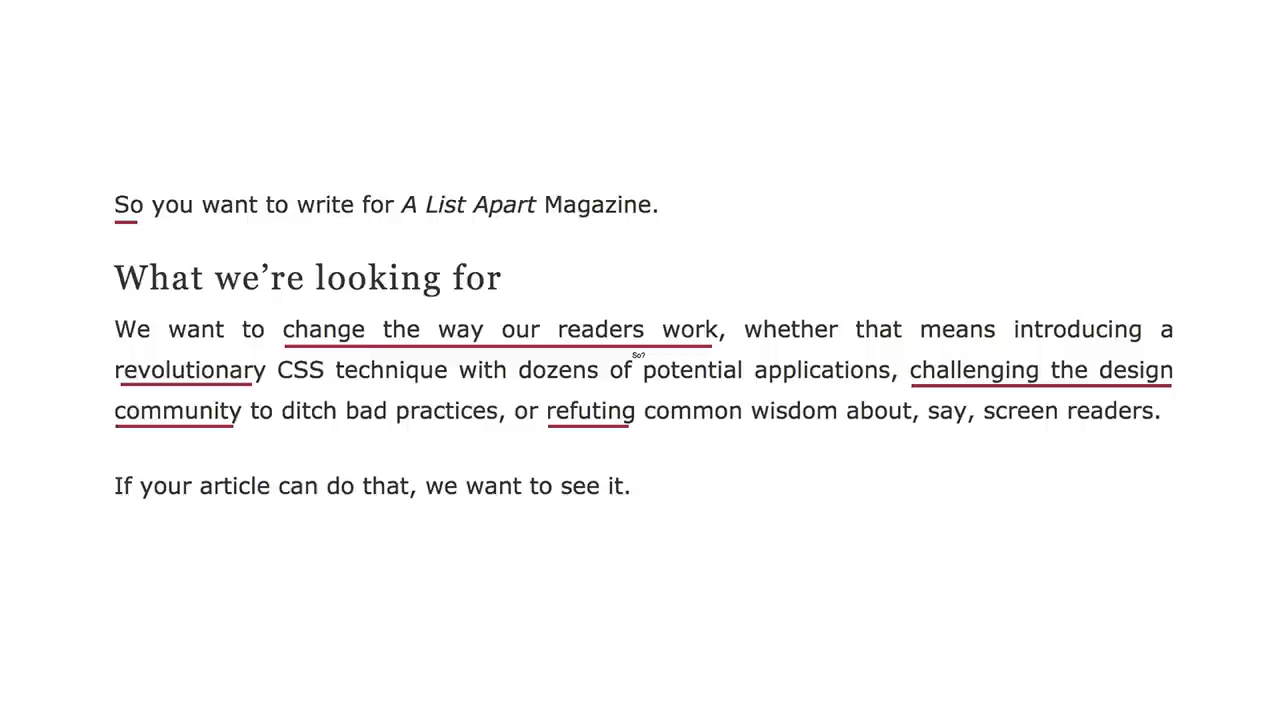 So you want to write for A List Apart Magazine.
What we’re looking for
We want to change the way our readers work, whether that means introducing a
So?
revolutionary CSS technique with dozens of potential applications, challenging the design
community to ditch bad practices, or refuting common wisdom about, say, screen readers.
If your article can do that, we want to see it.